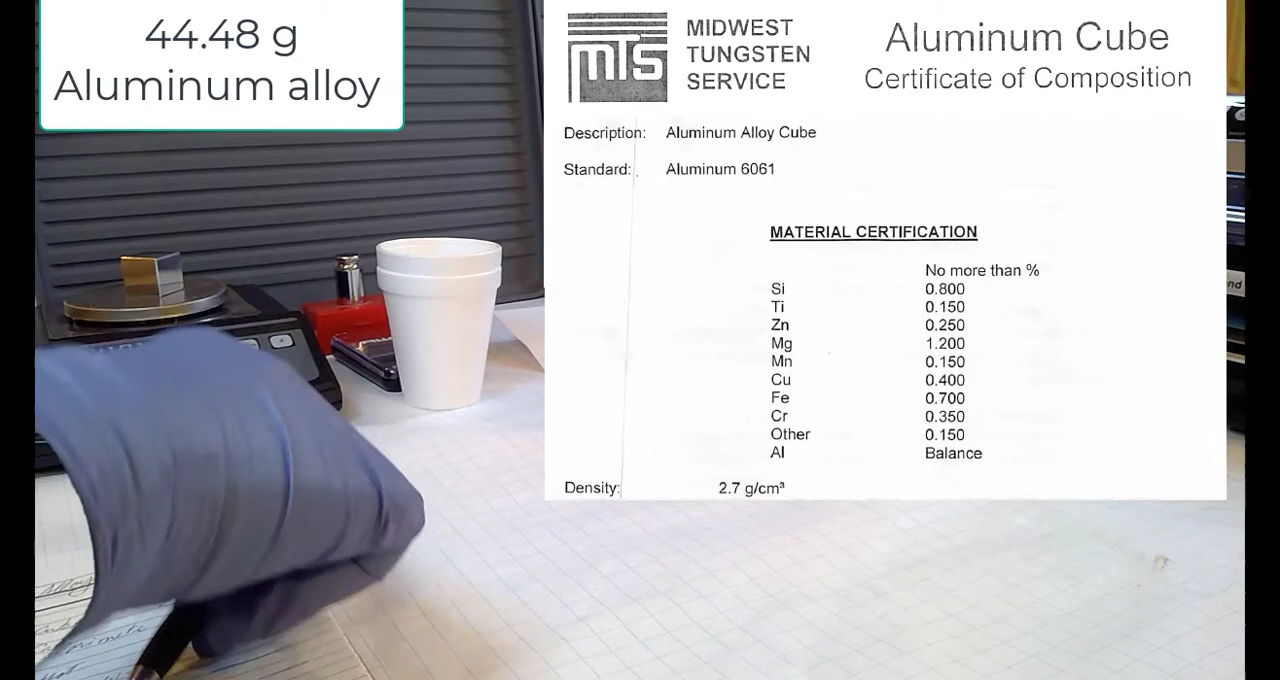 44.48 g
Aluminum alloy
mTs
MIDWEST
TUNGSTEN
SERVICE
Aluminum Cube
Certificate of Composition
Description: Aluminum Alloy Cube
Standard: Aluminum 6061
MATERIAL CERTIFICATION
No more than %
Si 0.800
Ti 0.150
Zn 0.250
Mg 1.200
Mn 0.150
Cu 0.400
Fe 0.700
Cr 0.350
Other 0.150
Al Balance
Density: 2.7 g/cm³
nd